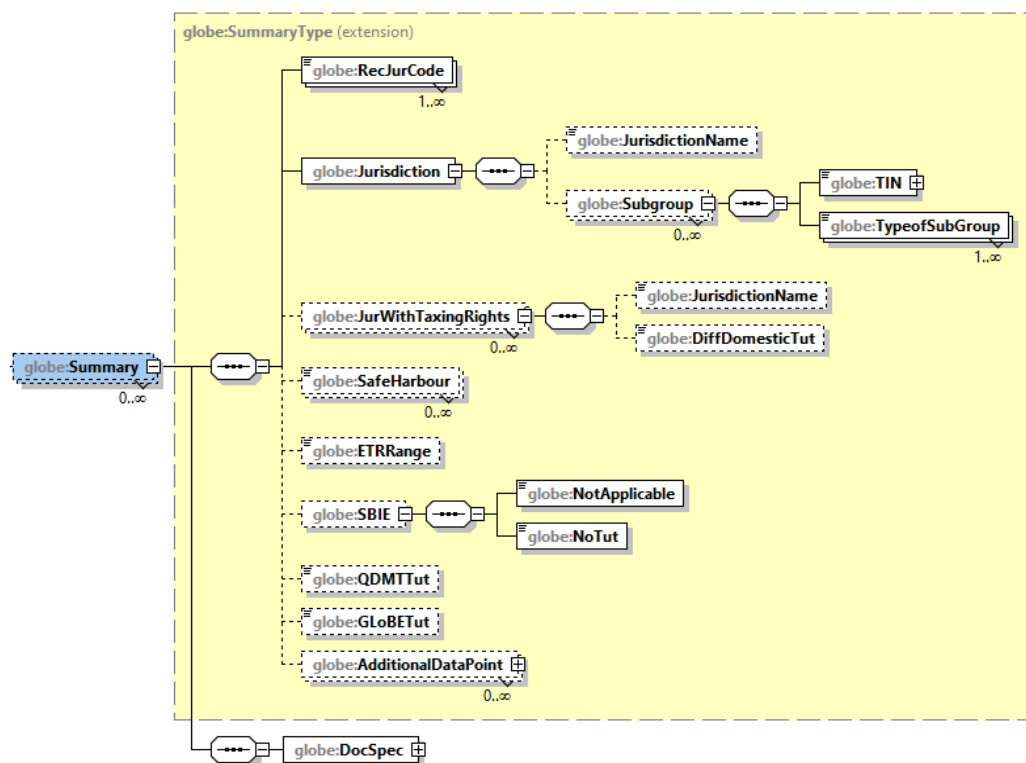 globe:SummaryType (extension)
globe:RecJurCode
1..∞
globe:Jurisdiction
globe:JurisdictionName
globe:Subgroup
0..∞
globe:TIN
globe:TypeofSubGroup
1..∞
globe:JurWithTaxingRights
0..∞
globe:JurisdictionName
globe:DiffDomesticTut
globe:Summary
0..∞
globe:SafeHarbour
0..∞
globe:ETRRange
globe:SBIE
globe:NotApplicable
globe:NoTut
globe:QDMTTut
globe:GLoBETut
globe:AdditionalDataPoint
0..∞
globe:DocSpec